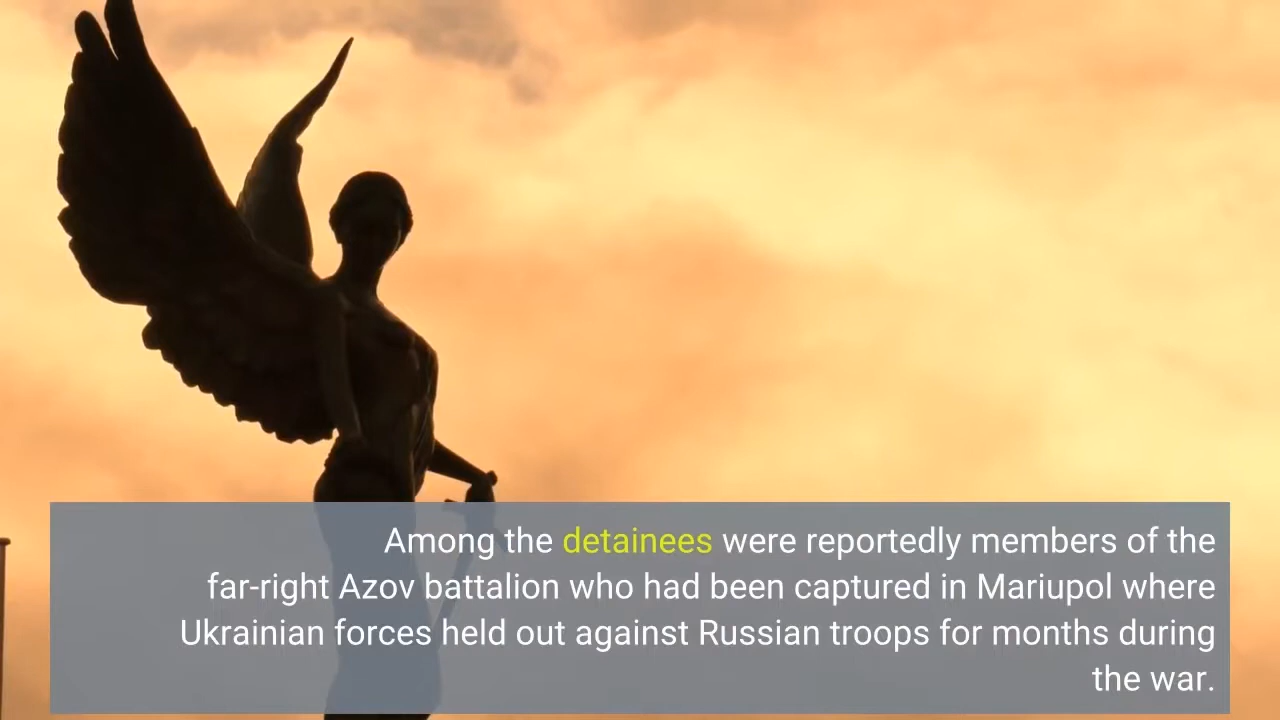 Among the detainees were reportedly members of the
far-right Azov battalion who had been captured in Mariupol where
Ukrainian forces held out against Russian troops for months during
the war.